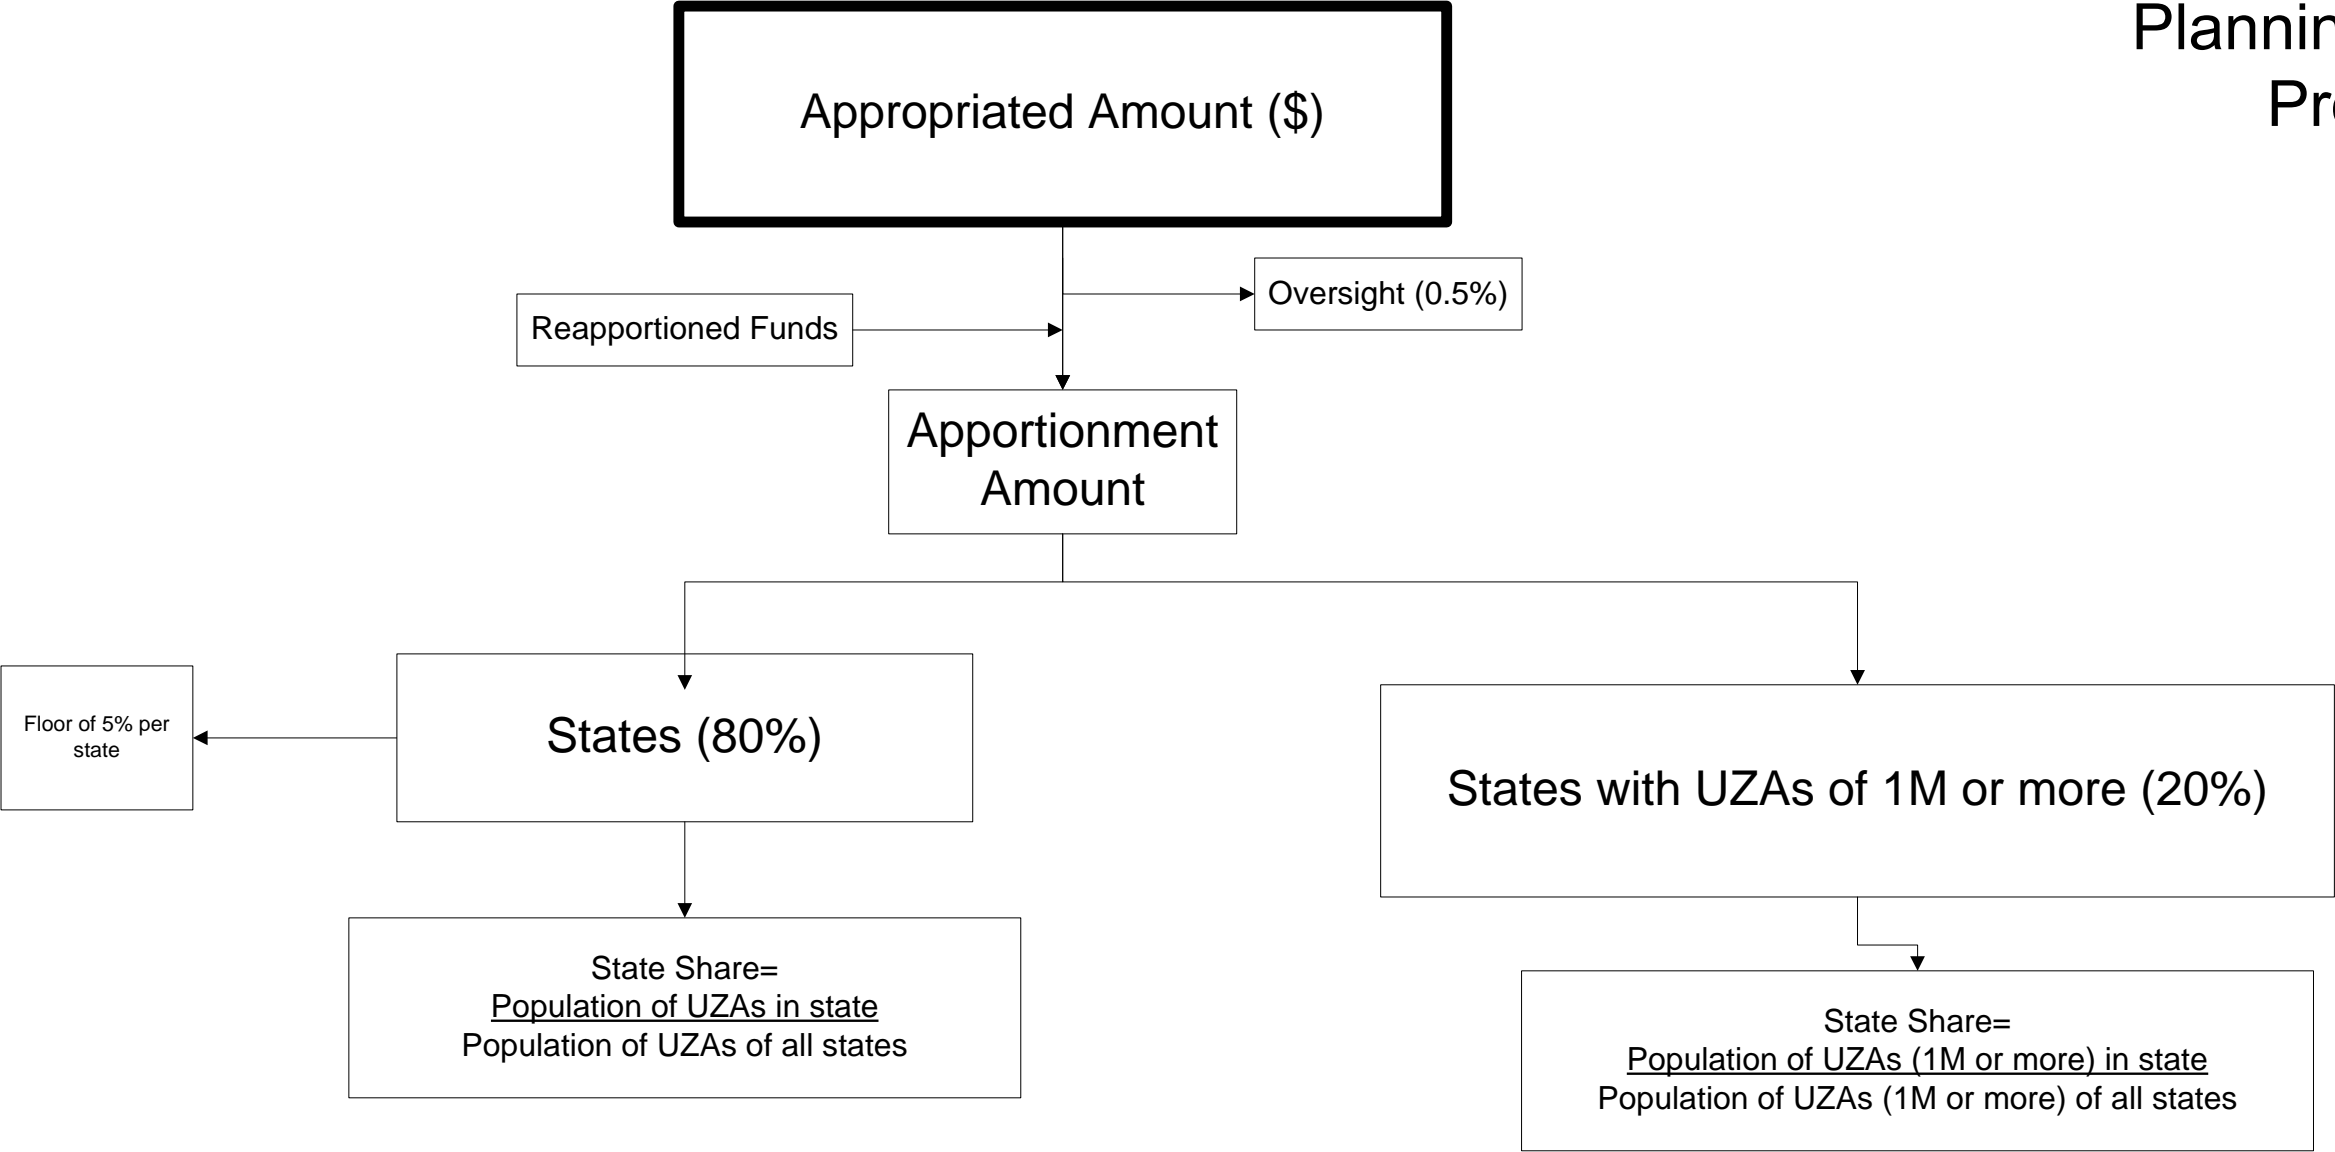 Appropriated Amount ($)
Oversight (0.5%)
Reapportioned Funds
Apportionment
Amount
States (80%)
Floor of 5% per
state
States with UZAs of 1M or more (20%)
State Share=
Population of UZAs in state
Population of UZAs of all states
State Share=
Population of UZAs (1M or more) in state
Population of UZAs (1M or more) of all states